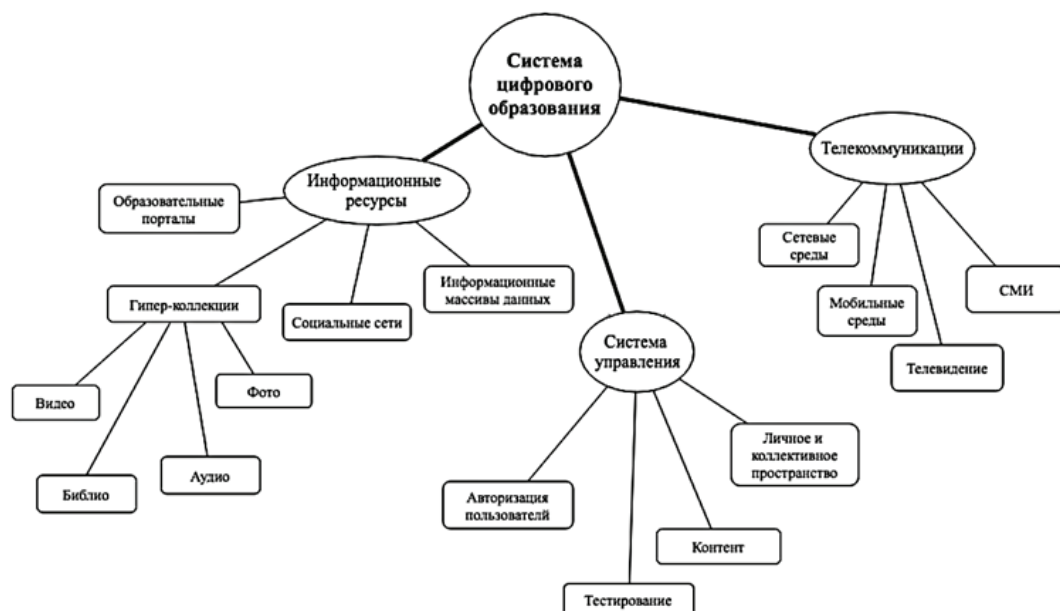 Система
цифрового
образования
Телекоммуникации
Информационные
ресурсы
Образовательные
порталы
Сетевые
среды
Информационные
массивы данных
СМИ
Гипер-коллекции
Мобильные
среды
Социальные сети
Система
управления
Телевидение
Фото
Видео
Личное и
коллективное
пространство
Аудио
Библио
Авторизация
пользователй
Контент
Тестирование